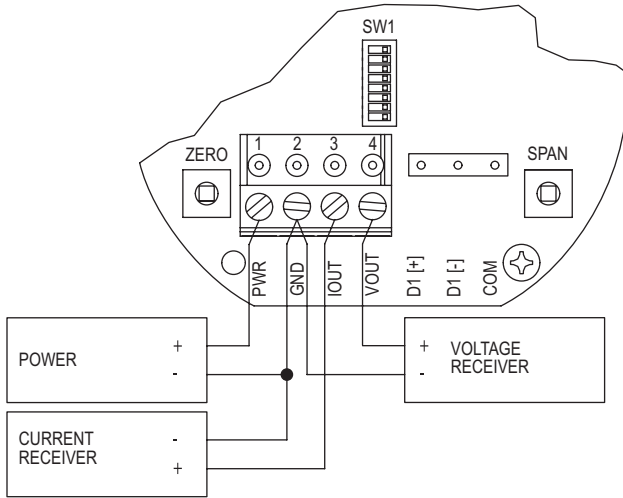 SW1
1 2 3 4
ZERO
SPAN
PWR
GND
IOUT
VOUT
D1 [+]
D1 [-]
COM
POWER
+
-
CURRENT
RECEIVER
-
+
+
-
VOLTAGE
RECEIVER